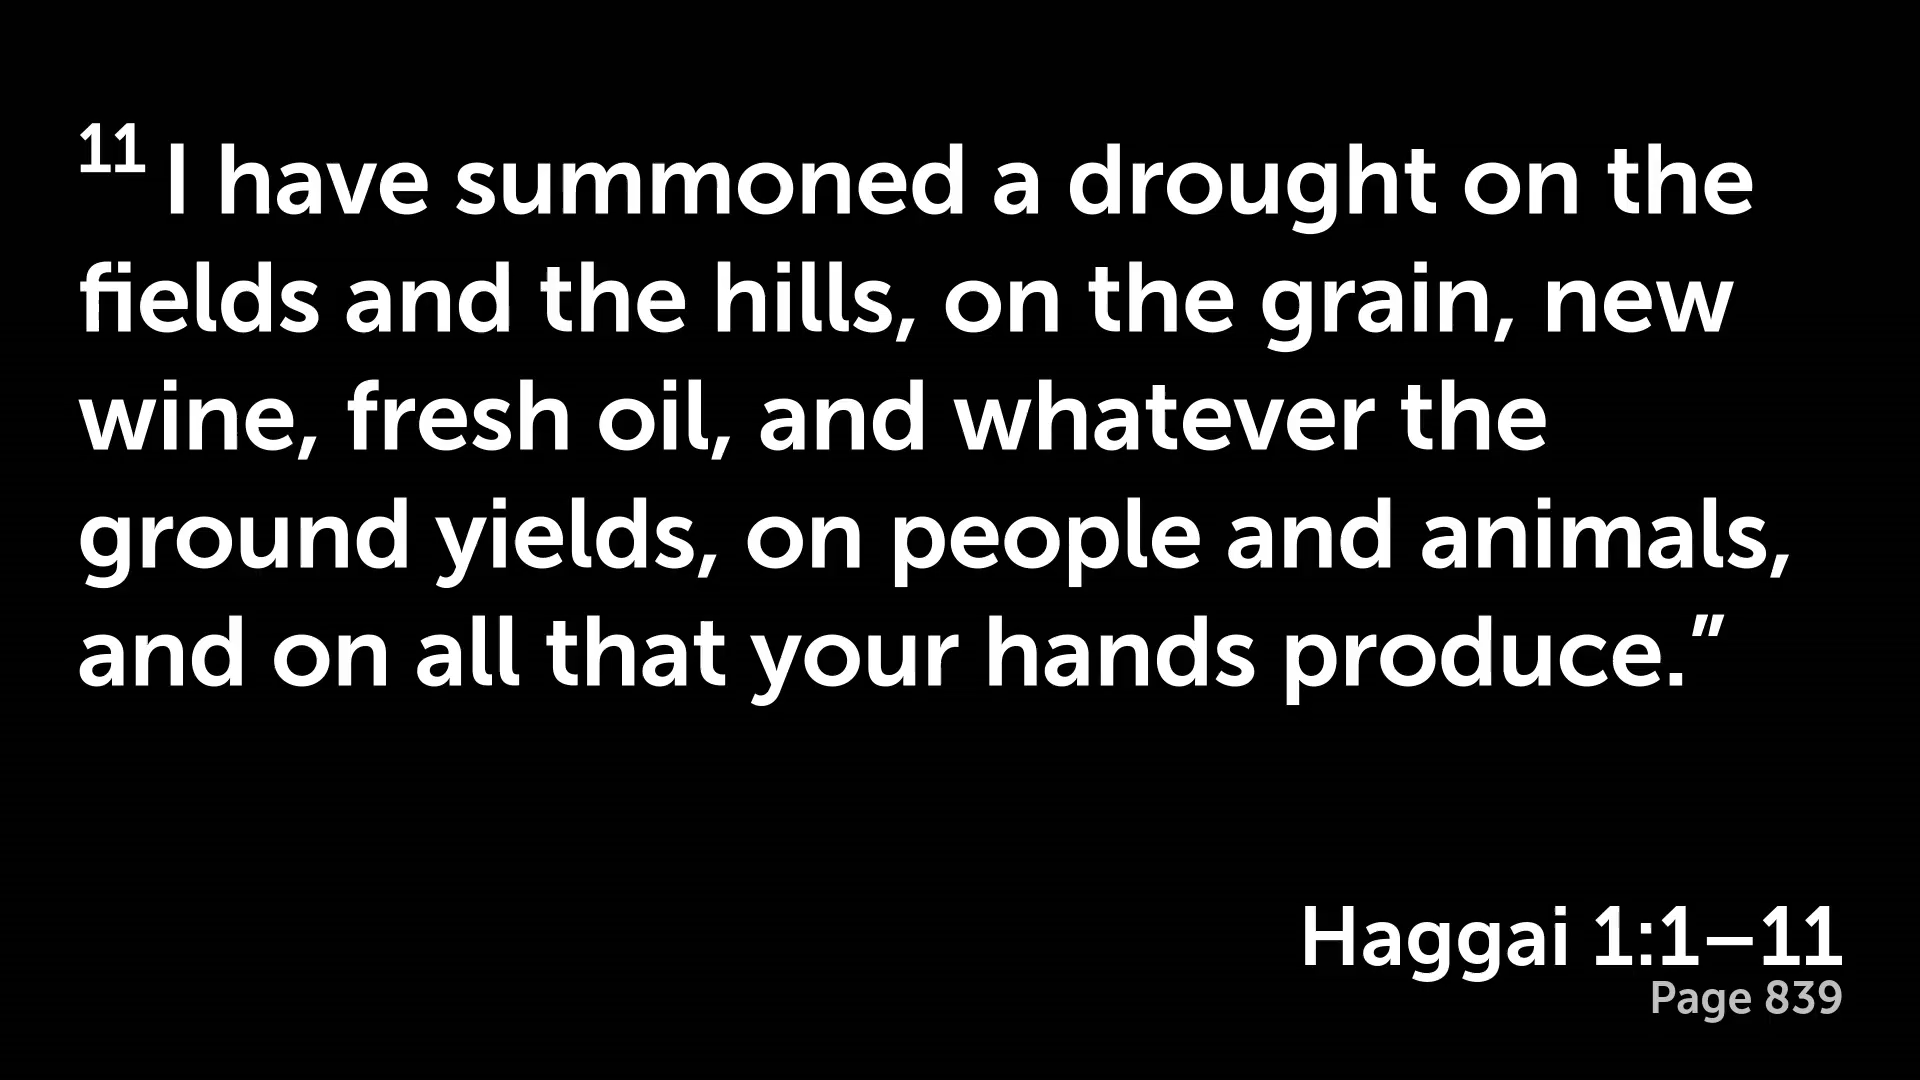 11 I have summoned a drought on the
fields and the hills, on the grain, new
wine, fresh oil, and whatever the
ground yields, on people and animals,
and on all that your hands produce.”
Haggai 1:1–11
Page 839